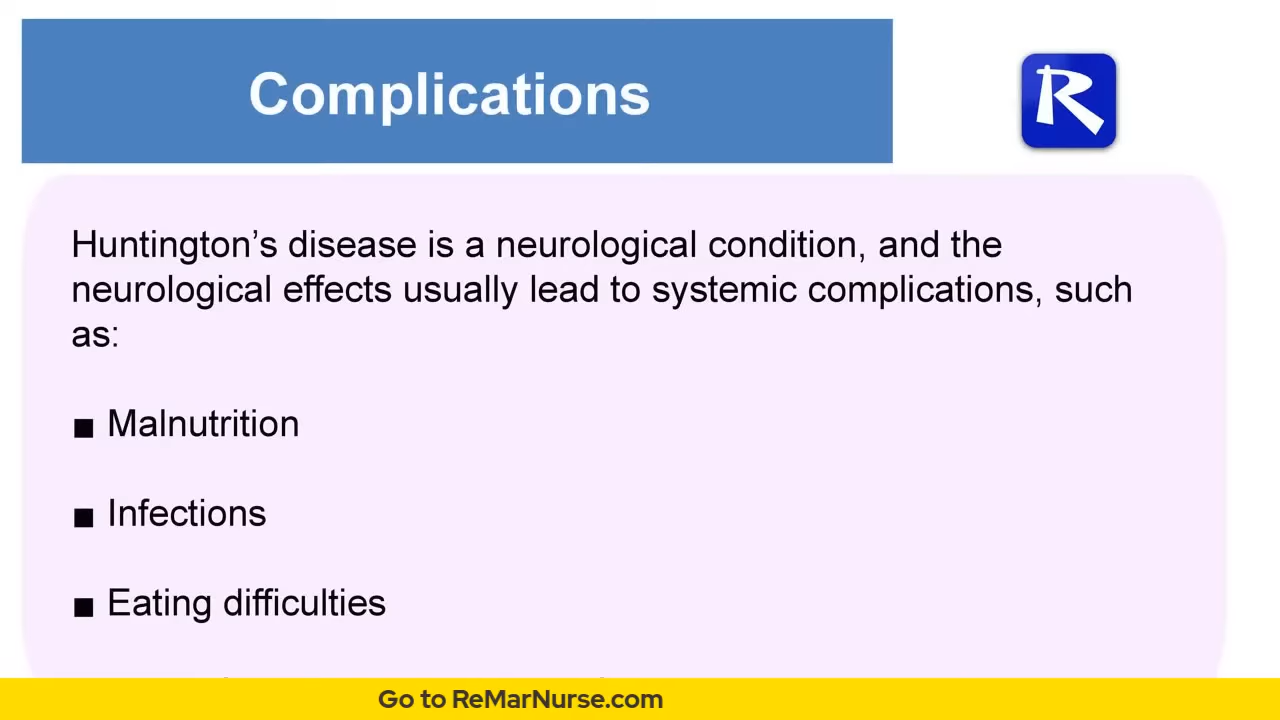 Complications
R
Huntington’s disease is a neurological condition, and the
neurological effects usually lead to systemic complications, such
as:
■ Malnutrition
■ Infections
■ Eating difficulties
Go to ReMarNurse.com